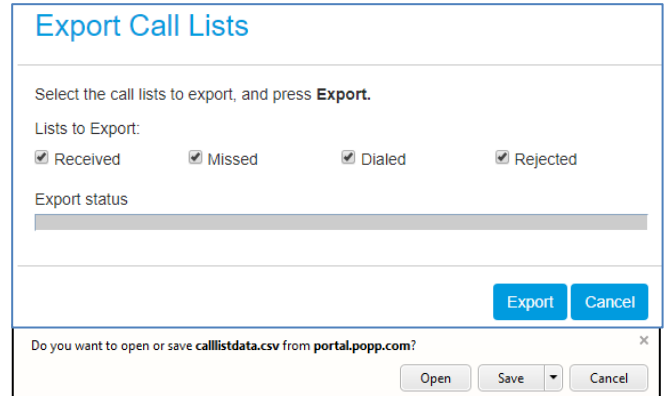 Export Call Lists
Select the call lists to export, and press Export.
Lists to Export:
Received Missed Dialed Rejected
Export status
Export Cancel
Do you want to open or save calllistdata.csv from portal.popp.com?
Open Save Cancel